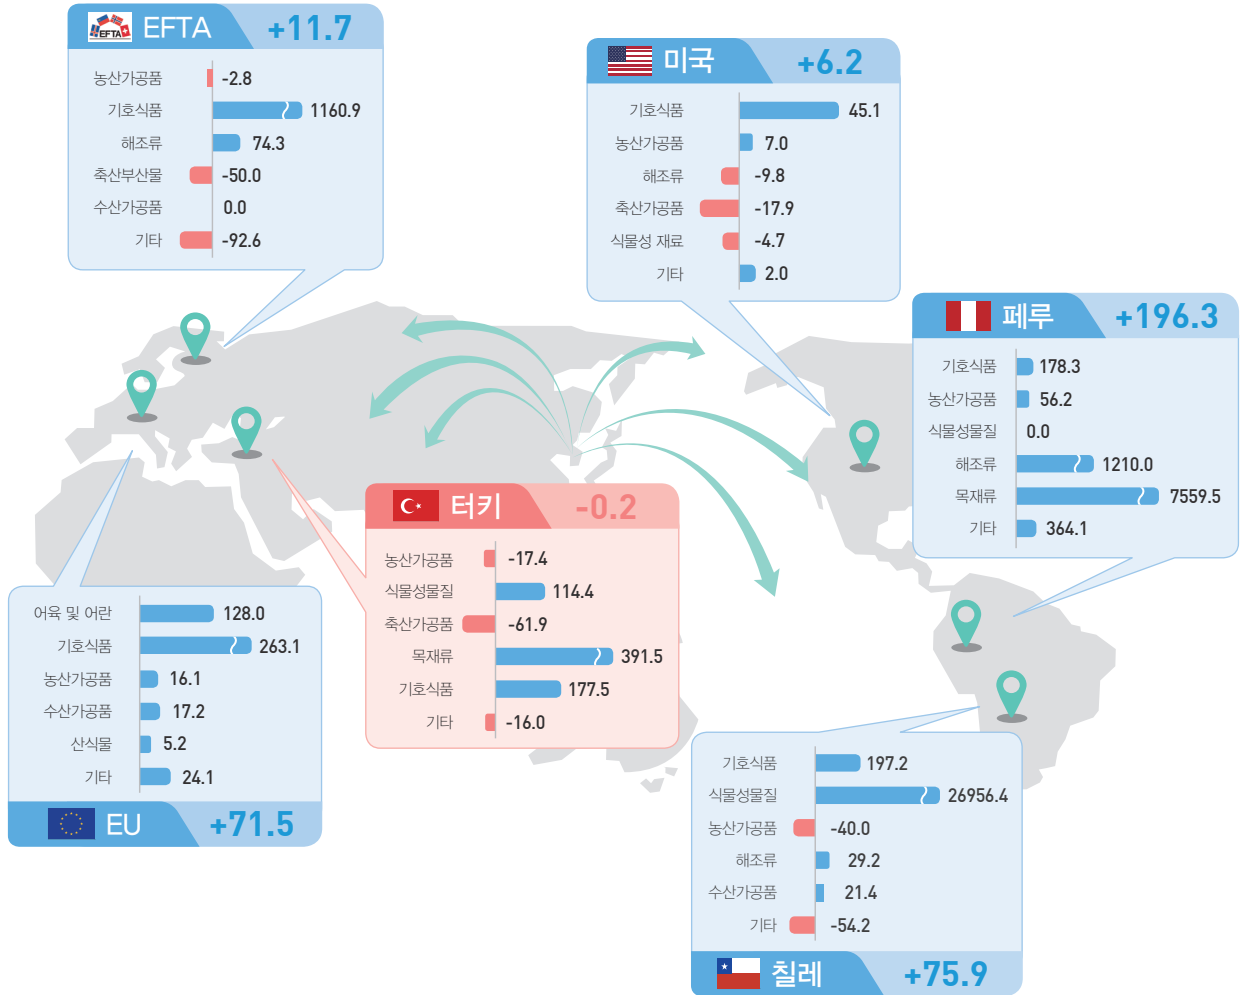 EFTA EFTA +11.7
농산가공품 -2.8
기호식품 1160.9
해조류 74.3
축산부산물 -50.0
수산가공품 0.0
기타 -92.6
미국 +6.2
기호식품 45.1
농산가공품 7.0
해조류 -9.8
축산가공품 -17.9
식물성 재료 -4.7
기타 2.0
페루 +196.3
기호식품 178.3
농산가공품 56.2
식물성물질 0.0
해조류 1210.0
목재류 7559.5
기타 364.1
터키 -0.2
농산가공품 -17.4
식물성물질 114.4
축산가공품 -61.9
목재류 391.5
기호식품 177.5
기타 -16.0
어육 및 어란 128.0
기호식품 263.1
농산가공품 16.1
수산가공품 17.2
산식물 5.2
기타 24.1
EU +71.5
기호식품 197.2
식물성물질 26956.4
농산가공품 -40.0
해조류 29.2
수산가공품 21.4
기타 -54.2
칠레 +75.9